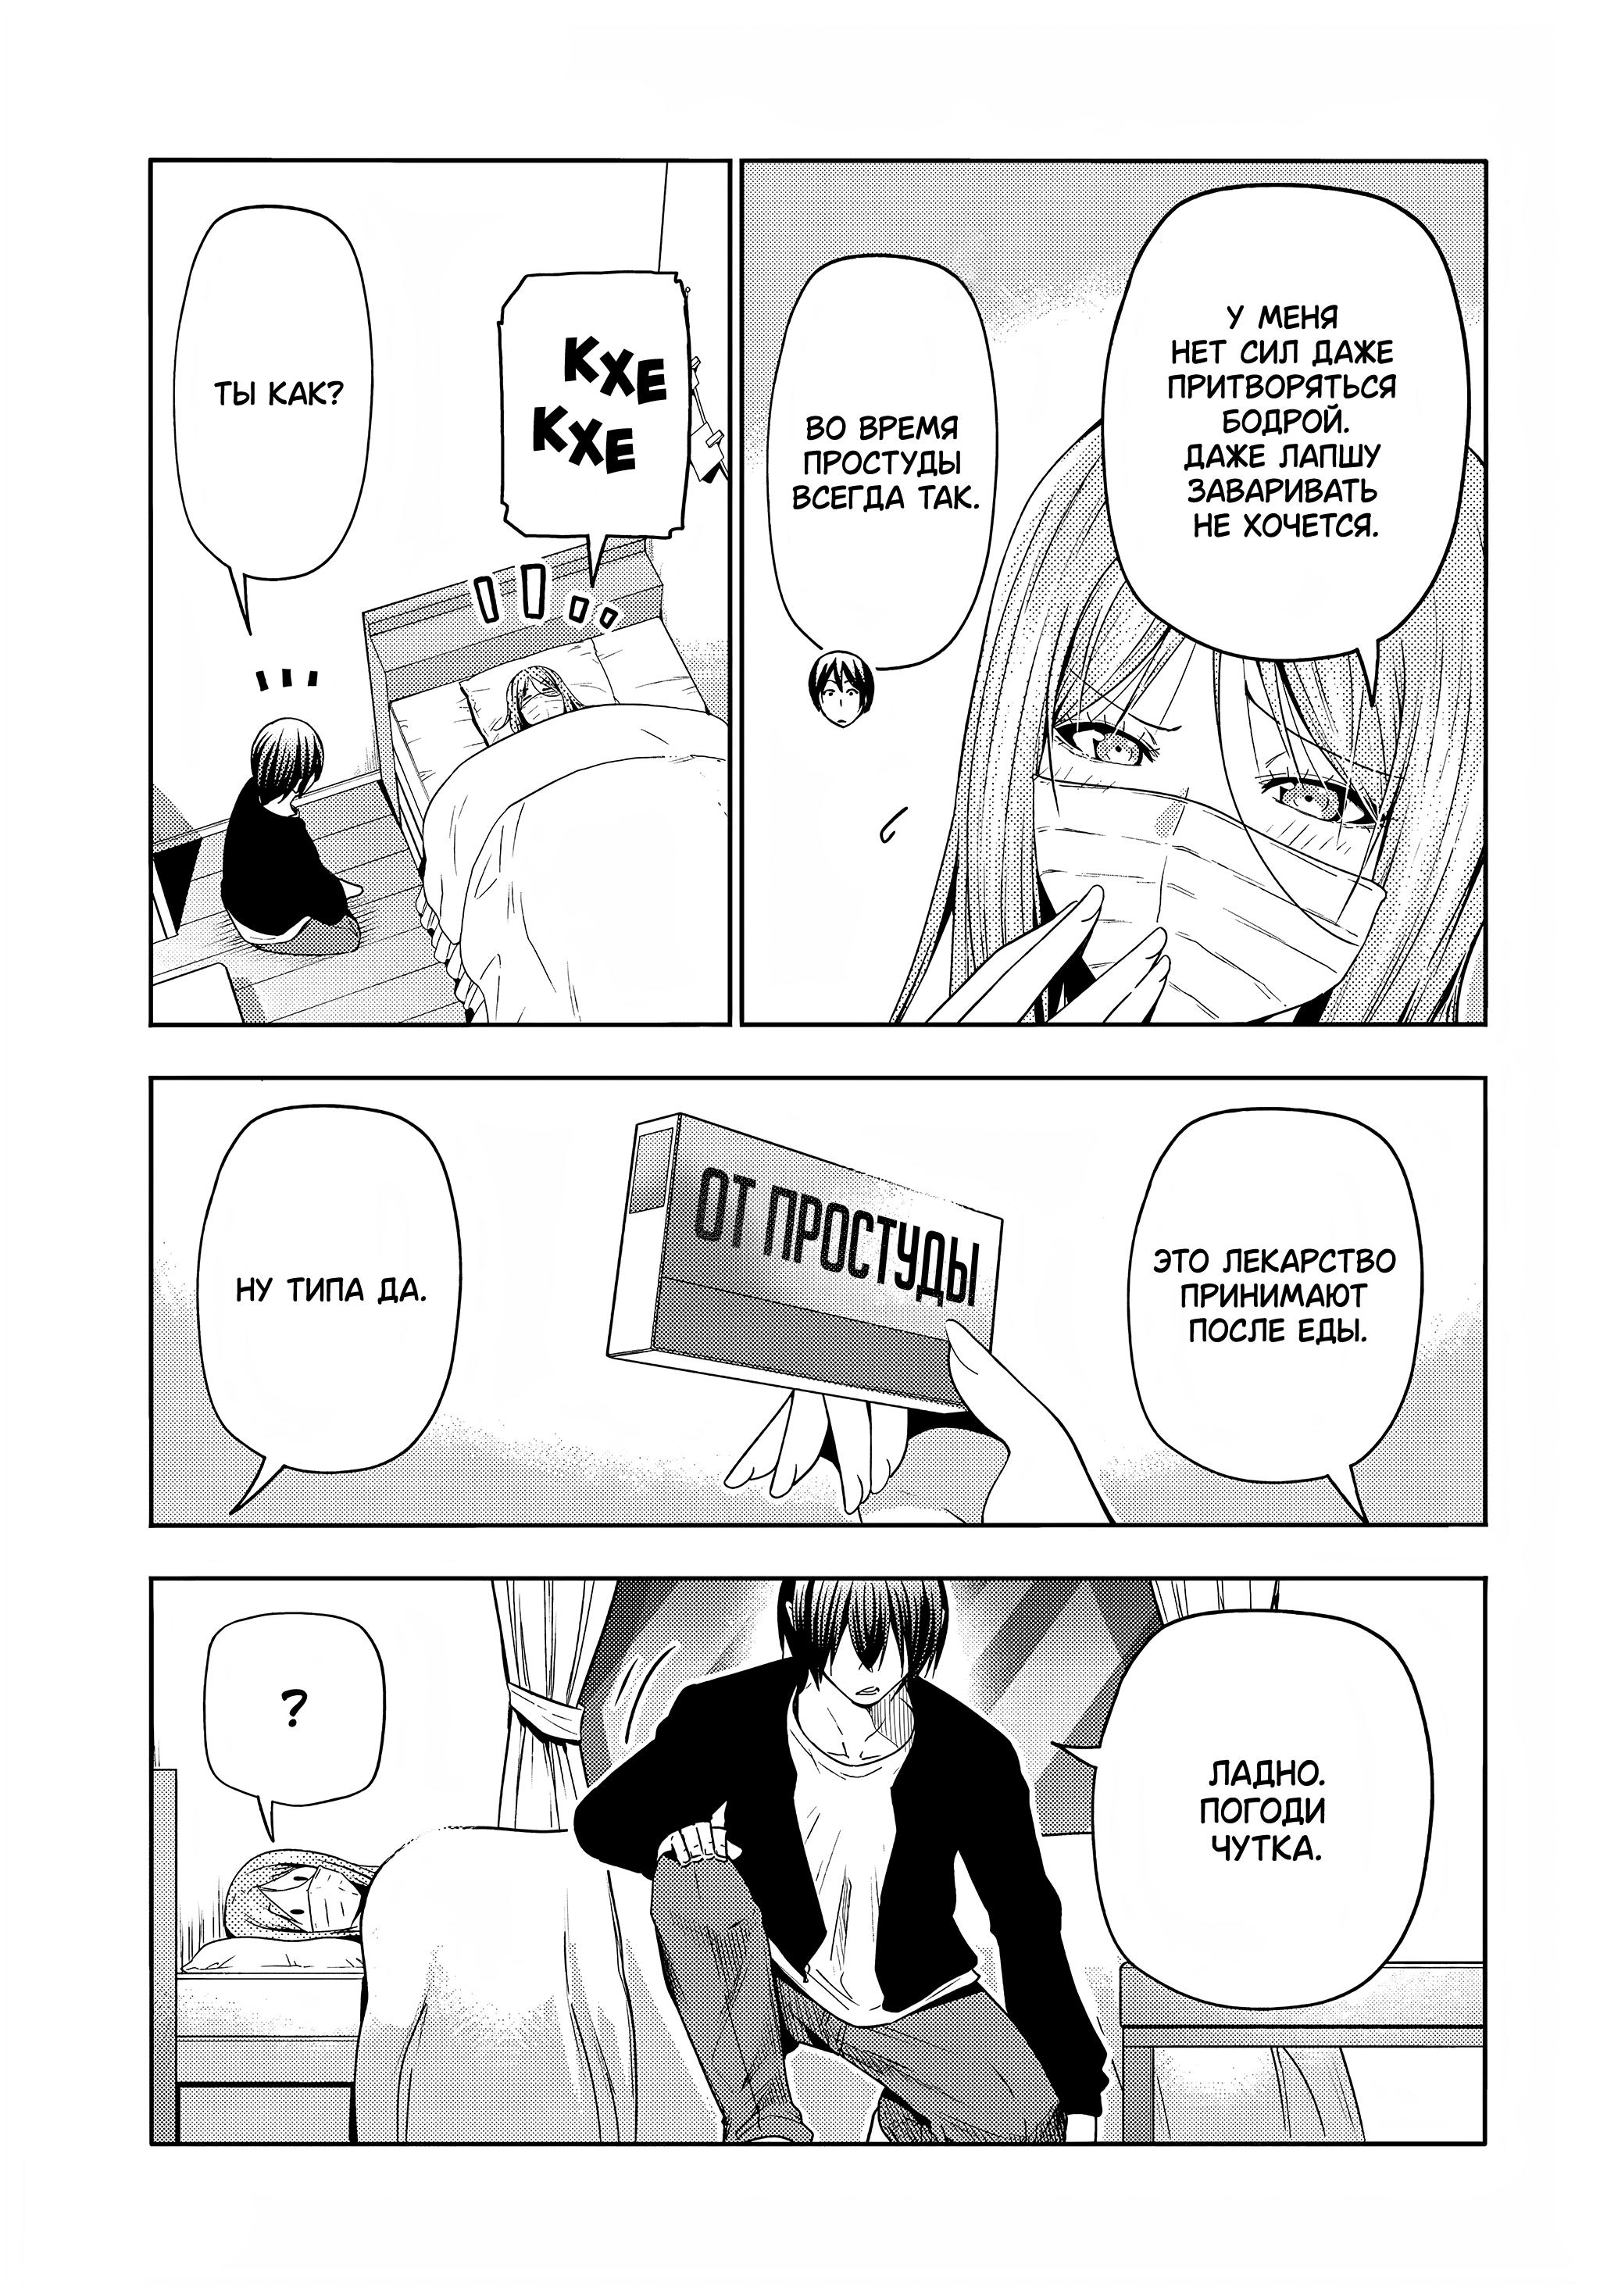 У МЕНЯ
НЕТ СИЛ ДАЖЕ
ПРИТВОРЯТЬСЯ
БОДРОЙ.
ДАЖЕ ЛАПШУ
ЗАВАРИВАТЬ
НЕ ХОЧЕТСЯ.
ВО ВРЕМЯ
ПРОСТУДЫ
ВСЕГДА ТАК.
КХЕ
КХЕ
ТЫ КАК?
ЭТО ЛЕКАРСТВО
ПРИНИМАЮТ
ПОСЛЕ ЕДЫ.
ОТ ПРОСТУДЫ
НУ ТИПА ДА.
ЛАДНО.
ПОГОДИ
ЧУТКА.
?